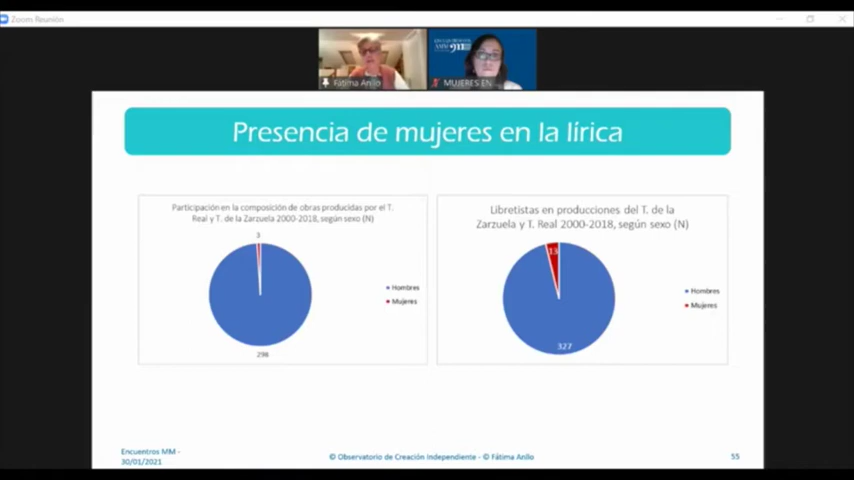 Zoom Reunión
Fátima Anllo
MUJERES EN
Presencia de mujeres en la lírica
Participación en la composición de obras producidas por el T.
Real y T. de la Zarzuela 2000-2018, según sexo (N)
3
Hombres
Mujeres
298
Libretistas en producciones del T. de la
Zarzuela y T. Real 2000-2018, según sexo (N)
13
Hombres
Mujeres
327
Encuentros MM -
30/01/2021
© Observatorio de Creación Independiente - © Fátima Anllo
55